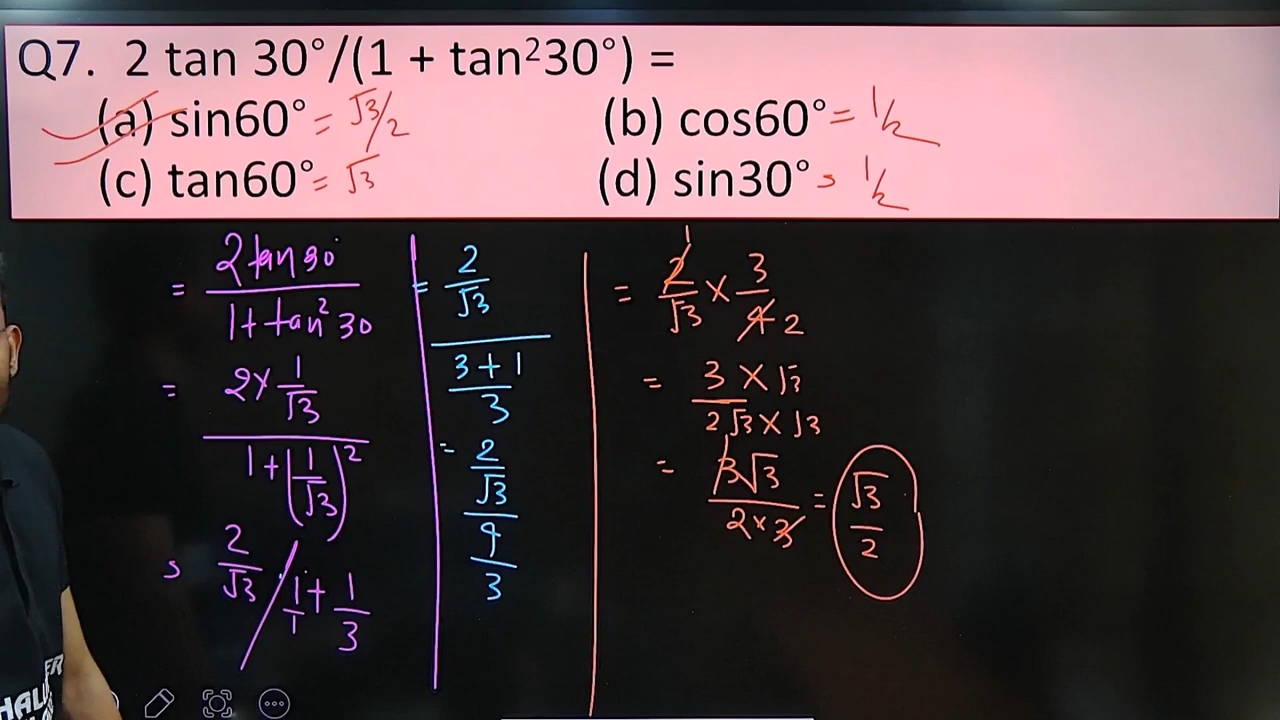 Q7. 2 tan 30°/(1 + tan²30°) =
(a) sin60° = √3/2
(b) cos60° = 1/2
(c) tan60° = √3
(d) sin30° = 1/2
= 2tan30° / 1+tan²30
= 2×1/√3 / 1+(1/√3)²
= 2/√3 / 1/1+1/3
= 2/√3 / 3+1/3
= 2/√3 / 4/3
= 2/√3 × 3/4 1 2
= 3×√3 / 2√3×√3
= 3√3 / 2×3 = √3/2